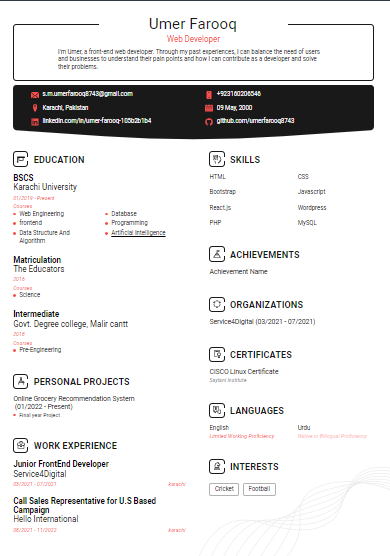 Umer Farooq
Web Developer
I'm Umer, a front-end web developer. Through my past experiences, I can balance the need of users
and businesses to understand their pain points and how I can contribute as a developer and solve
their problems.
s.m.umerfarooq8743@gmail.com
+923160206546
Karachi, Pakistan
09 May, 2000
linkedin.com/in/umer-farooq-105b2b1b4
github.com/umerfarooq8743
EDUCATION
BSCS
Karachi University
01/2019 - Present
Courses
Web Engineering
Database
frontend
Programming
Data Structure And
Algorithm
Artificial Intelligence
Matriculation
The Educators
2016
Courses
Science
Intermediate
Govt. Degree college, Malir cantt
2018
Courses
Pre-Engineering
PERSONAL PROJECTS
Online Grocery Recommendation System
(01/2022 - Present)
Final year Project
WORK EXPERIENCE
Junior FrontEnd Developer
Service4Digital
03/2021 - 07/2021
karachi
Call Sales Representative for U.S Based
Campaign
Hello International
08/2021 - 11/2022
karachi
SKILLS
HTML
CSS
Bootstrap
Javascript
React.js
Wordpress
PHP
MySQL
ACHIEVEMENTS
Achievement Name
ORGANIZATIONS
Service4Digital (03/2021 - 07/2021)
CERTIFICATES
CISCO Linux Certificate
Saylani Institute
LANGUAGES
English
Urdu
Limited Working Proficiency
Native or Bilingual Proficiency
INTERESTS
Cricket
Football